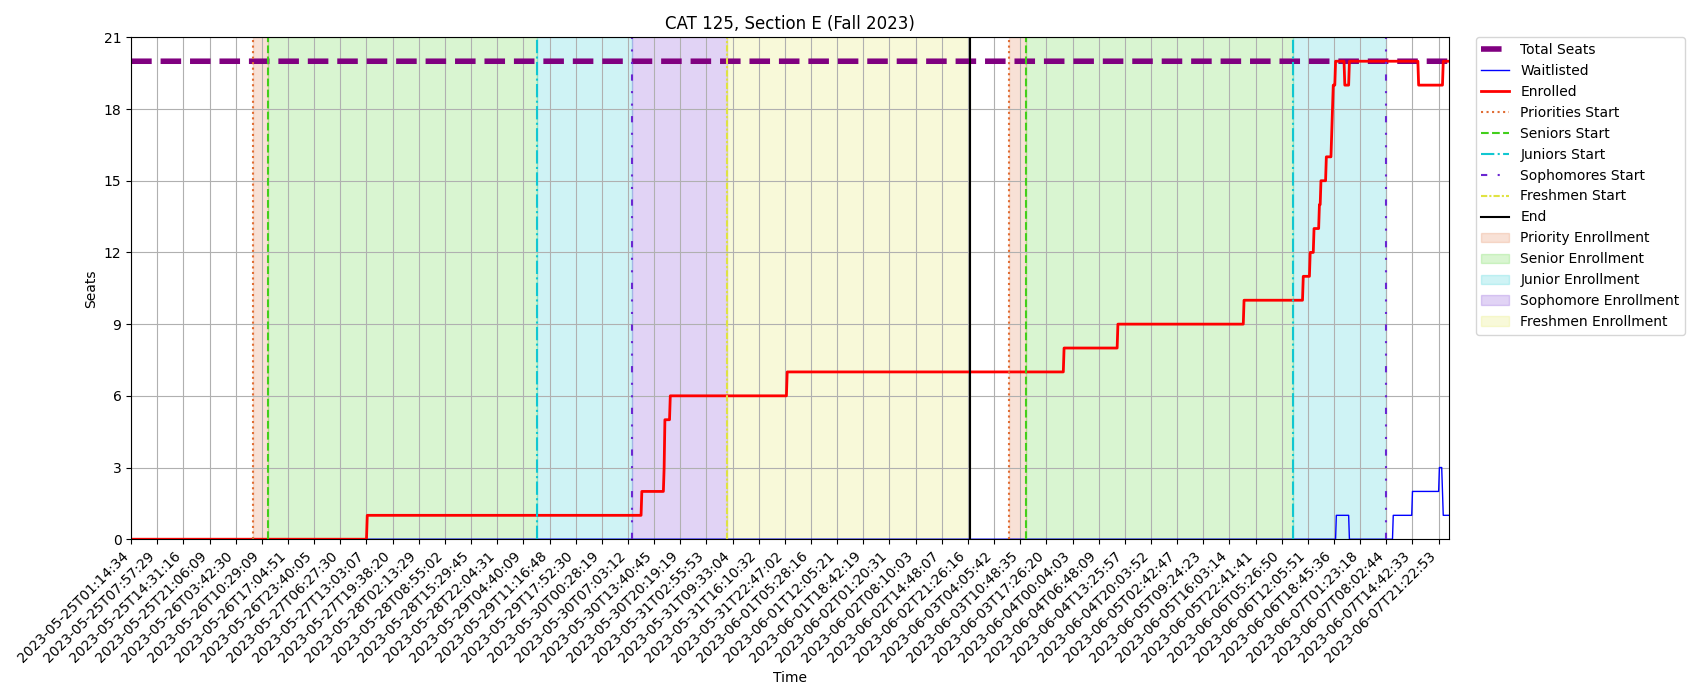 CAT 125, Section E (Fall 2023)
21
18
15
12
9
6
3
0
Seats
2023-05-25T01:14:34
2023-05-25T07:57:29
2023-05-25T14:31:16
2023-05-25T21:06:09
2023-05-26T03:42:30
2023-05-26T10:29:09
2023-05-26T17:04:51
2023-05-26T23:40:05
2023-05-27T06:27:30
2023-05-27T13:03:07
2023-05-27T19:38:20
2023-05-28T02:13:29
2023-05-28T08:55:02
2023-05-28T15:29:45
2023-05-28T22:04:31
2023-05-29T04:40:09
2023-05-29T11:16:48
2023-05-29T17:52:30
2023-05-30T00:28:19
2023-05-30T07:03:12
2023-05-30T13:40:45
2023-05-30T20:19:19
2023-05-31T02:55:53
2023-05-31T09:33:04
2023-05-31T16:10:32
2023-05-31T22:47:02
2023-06-01T05:28:16
2023-06-01T12:05:21
2023-06-01T18:42:19
2023-06-02T01:20:31
2023-06-02T08:10:03
2023-06-02T14:48:07
2023-06-02T21:26:16
2023-06-03T04:05:42
2023-06-03T10:48:35
2023-06-03T17:26:20
2023-06-04T00:04:03
2023-06-04T06:48:09
2023-06-04T13:25:57
2023-06-04T20:03:52
2023-06-05T02:42:47
2023-06-05T09:24:23
2023-06-05T16:03:14
2023-06-05T22:41:41
2023-06-06T05:26:50
2023-06-06T12:05:51
2023-06-06T18:45:36
2023-06-07T01:23:18
2023-06-07T08:02:44
2023-06-07T14:42:33
2023-06-07T21:22:53
Time
Total Seats
Waitlisted
Enrolled
Priorities Start
Seniors Start
Juniors Start
Sophomores Start
Freshmen Start
End
Priority Enrollment
Senior Enrollment
Junior Enrollment
Sophomore Enrollment
Freshmen Enrollment